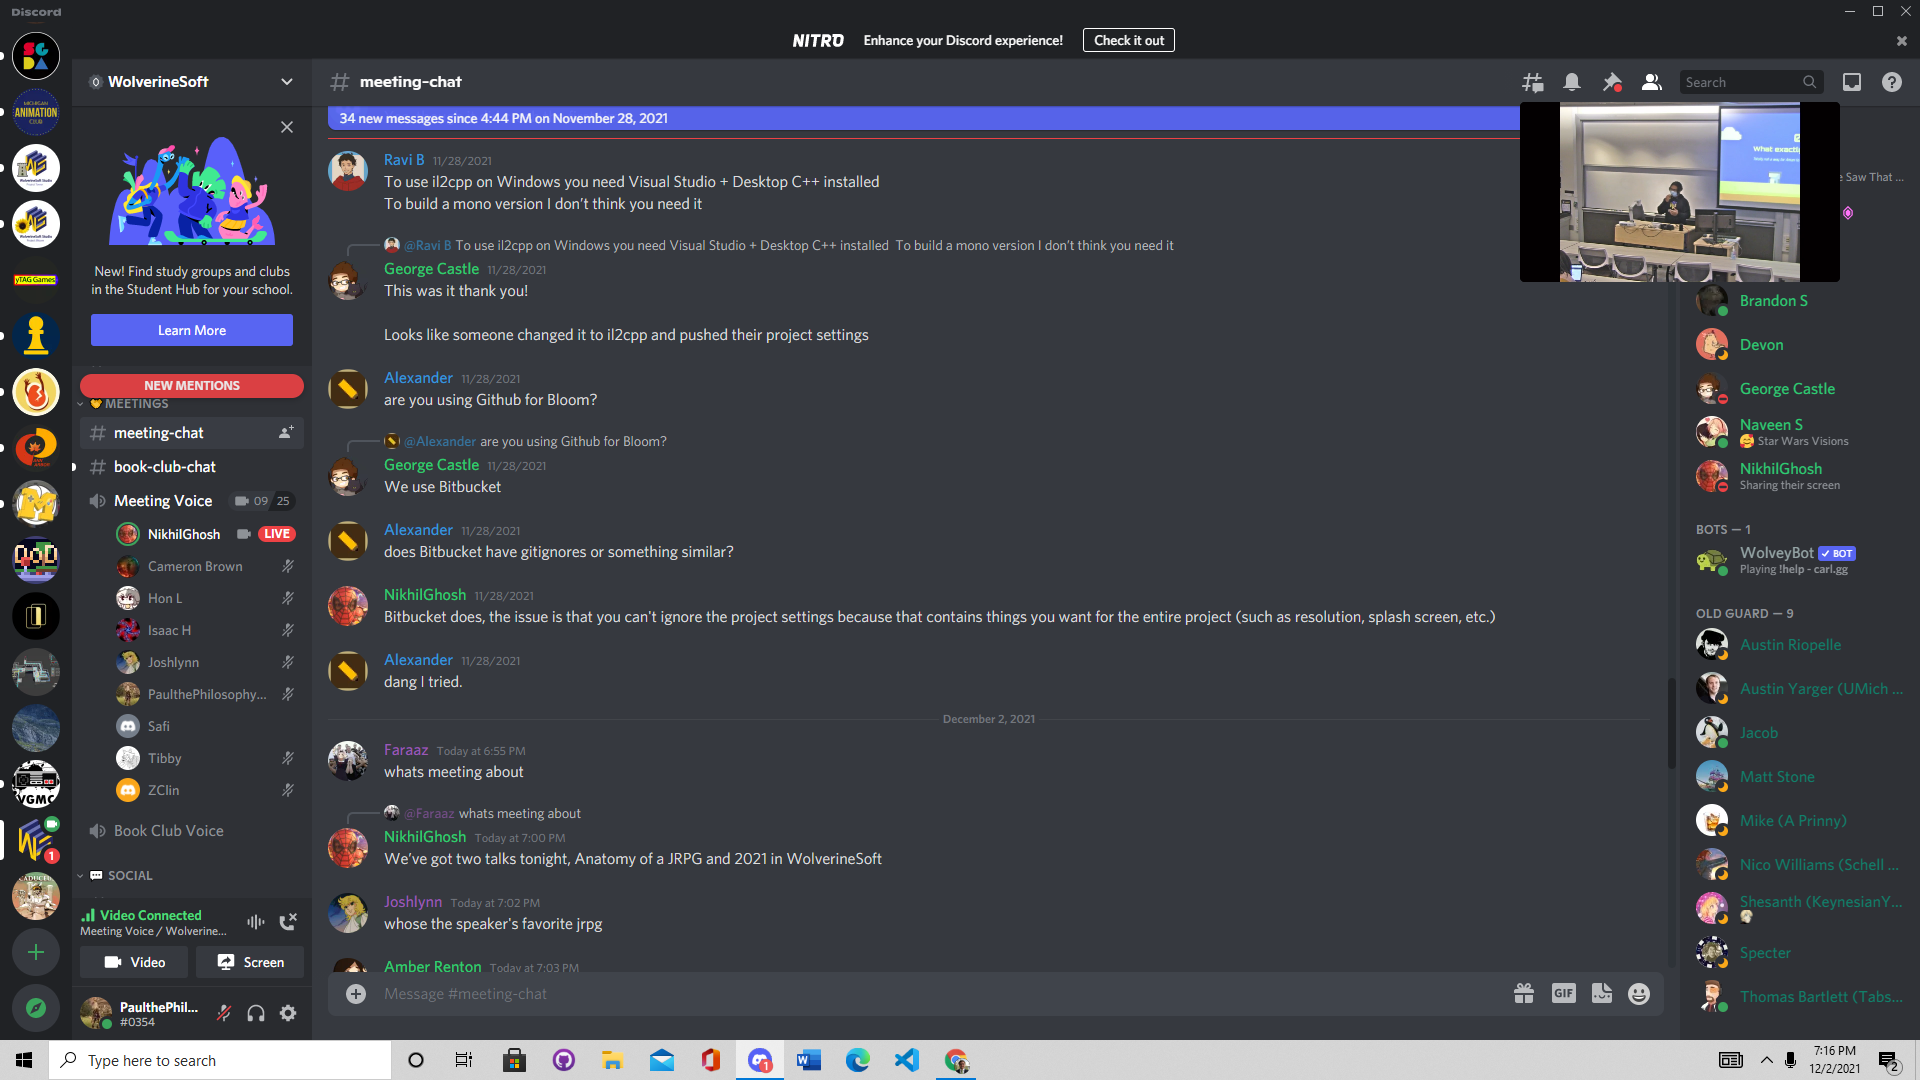 Discord
NITRO Enhance your Discord experience! Check it out
WolverineSoft
meeting-chat
Search
34 new messages since 4:44 PM on November 28, 2021
SG
DA
MICHIGAN
ANIMATION
CLUB
yTAG Games
VGMC
New! Find study groups and clubs
in the Student Hub for your school.
Learn More
NEW MENTIONS
MEETINGS
meeting-chat
book-club-chat
Meeting Voice 09 25
NikhilGhosh LIVE
Cameron Brown
Hon L
Isaac H
Joshlynn
PaulthePhilosophy...
Safi
Tibby
ZClin
Book Club Voice
SOCIAL
Video Connected
Meeting Voice / Wolverine...
Video Screen
PaulthePhil...
#0354
1
Ravi B 11/28/2021
To use il2cpp on Windows you need Visual Studio + Desktop C++ installed
To build a mono version I don't think you need it
@Ravi B To use il2cpp on Windows you need Visual Studio + Desktop C++ installed To build a mono version I don't think you need it
George Castle 11/28/2021
This was it thank you!
Looks like someone changed it to il2cpp and pushed their project settings
Alexander 11/28/2021
are you using Github for Bloom?
@Alexander are you using Github for Bloom?
George Castle 11/28/2021
We use Bitbucket
Alexander 11/28/2021
does Bitbucket have gitignores or something similar?
NikhilGhosh 11/28/2021
Bitbucket does, the issue is that you can't ignore the project settings because that contains things you want for the entire project (such as resolution, splash screen, etc.)
Alexander 11/28/2021
dang I tried.
December 2, 2021
Faraaz Today at 6:55 PM
whats meeting about
@Faraaz whats meeting about
NikhilGhosh Today at 7:00 PM
We've got two talks tonight, Anatomy of a JRPG and 2021 in WolverineSoft
Joshlynn Today at 7:02 PM
whose the speaker's favorite jrpg
Amber Renton Today at 7:03 PM
Message #meeting-chat
GIF
What exactl
e Saw That ...
Brandon S
Devon
George Castle
Naveen S
Star Wars Visions
NikhilGhosh
Sharing their screen
BOTS — 1
WolveyBot BOT
Playing !help - carl.gg
OLD GUARD — 9
Austin Riopelle
Austin Yarger (UMich ...
Jacob
Matt Stone
Mike (A Prinny)
Nico Williams (Schell ...
Shesanth (KeynesianY...
Specter
Thomas Bartlett (Tabs...
Type here to search
1
7:16 PM
12/2/2021
2